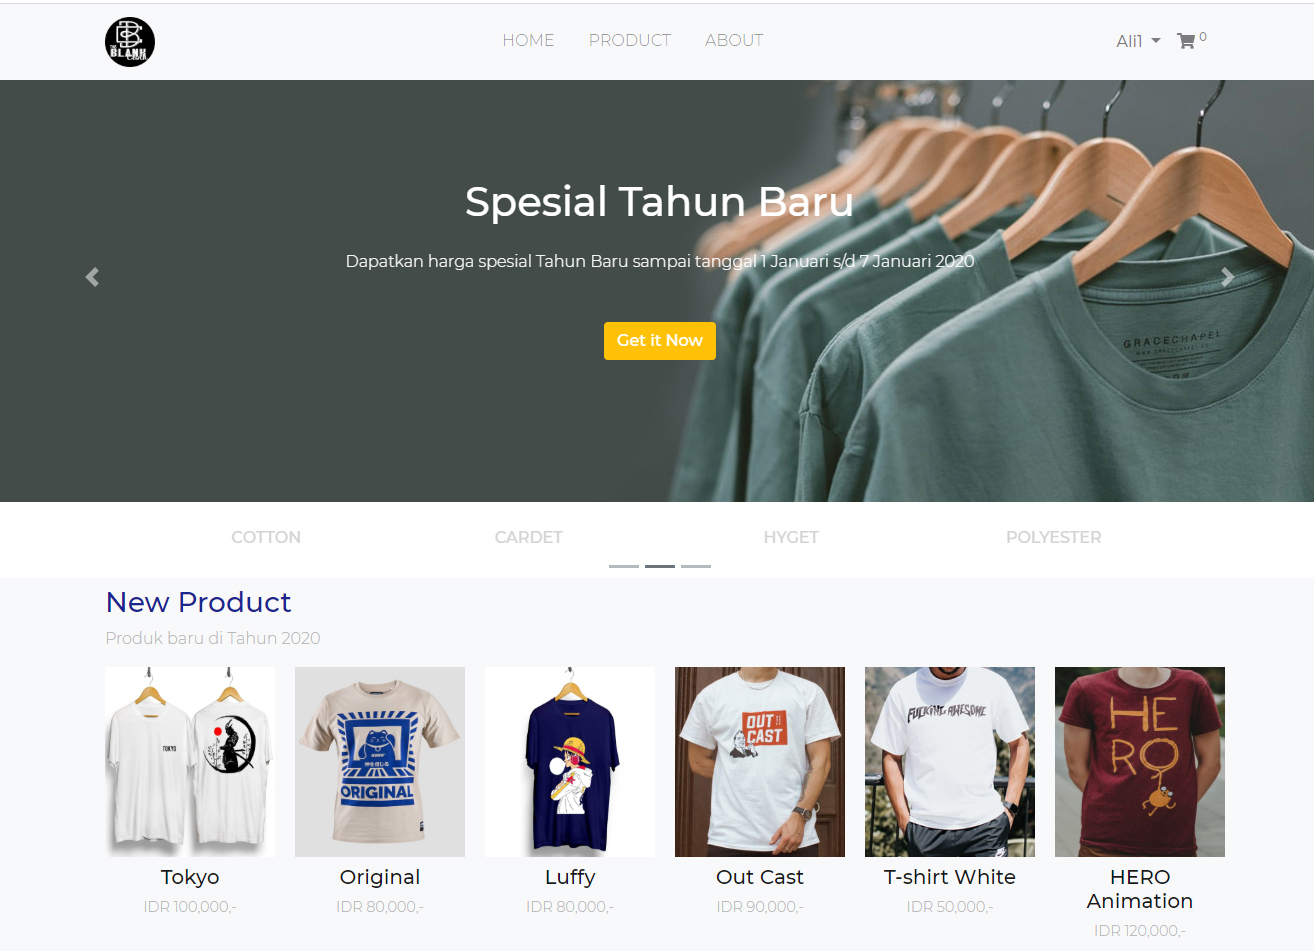 THE
BLANK
Cloth
HOME PRODUCT ABOUT
Ali1
0
Spesial Tahun Baru
Dapatkan harga spesial Tahun Baru sampai tanggal 1 Januari s/d 7 Januari 2020
Get it Now
GRACECHAPEL
COTTON CARDET HYGET POLYESTER
New Product
Produk baru di Tahun 2020
TOKYO
ORIGINAL
OUT
CAST
FUCKING AWESOME
HE
RO
Tokyo
IDR 100,000,-
Original
IDR 80,000,-
Luffy
IDR 80,000,-
Out Cast
IDR 90,000,-
T-shirt White
IDR 50,000,-
HERO
Animation
IDR 120,000,-